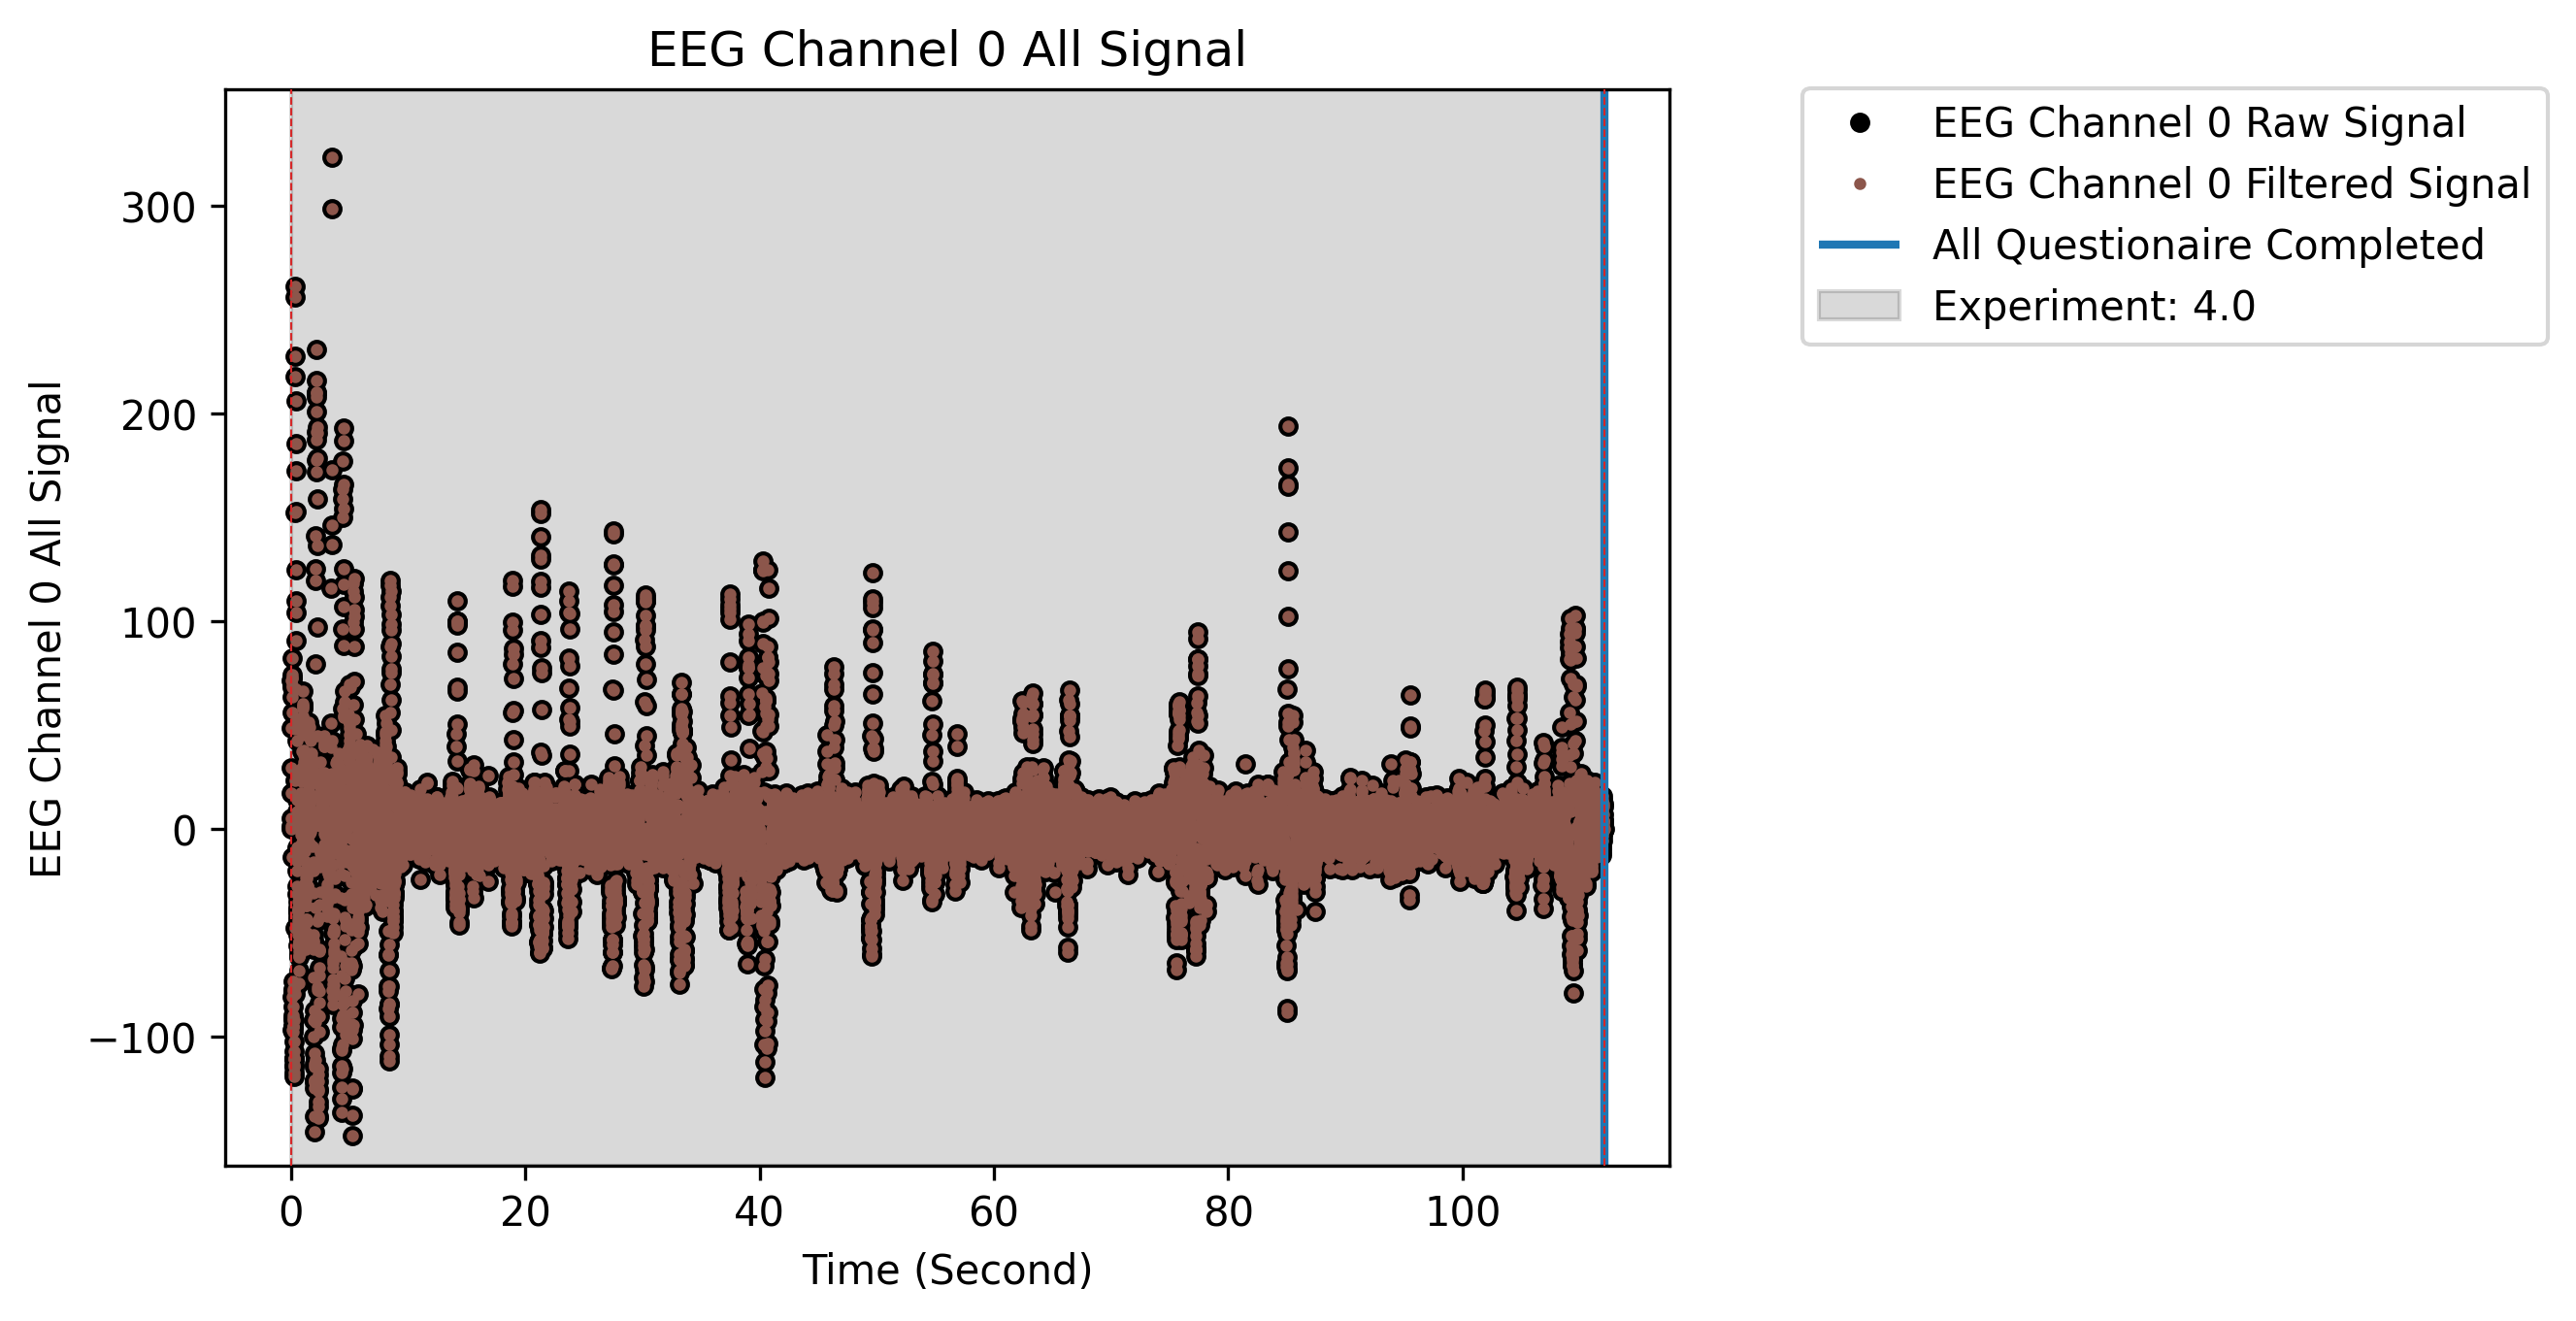 EEG Channel 0 All Signal
EEG Channel 0 Raw Signal
EEG Channel 0 Filtered Signal
All Questionaire Completed
Experiment: 4.0
EEG Channel 0 All Signal
300
200
100
0
−100
0 20 40 60 80 100
Time (Second)